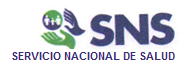 SNS
SERVICIO NACIONAL DE SALUD